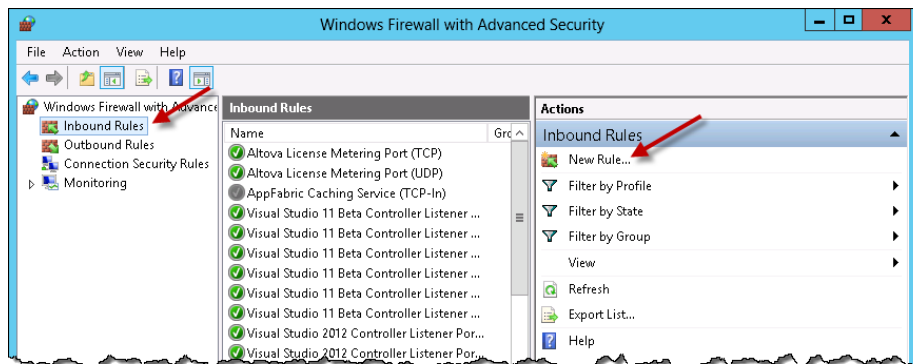 Windows Firewall with Advanced Security
File Action View Help
Windows Firewall with Advance
Inbound Rules
Outbound Rules
Connection Security Rules
Monitoring
Inbound Rules
Name Grc
Altova License Metering Port (TCP)
Altova License Metering Port (UDP)
AppFabric Caching Service (TCP-In)
Visual Studio 11 Beta Controller Listener ...
Visual Studio 11 Beta Controller Listener ...
Visual Studio 11 Beta Controller Listener ...
Visual Studio 11 Beta Controller Listener ...
Visual Studio 11 Beta Controller Listener ...
Visual Studio 11 Beta Controller Listener ...
Visual Studio 2012 Controller Listener Por...
Visual Studio 2012 Controller Listener Por...
Actions
Inbound Rules
New Rule...
Filter by Profile
Filter by State
Filter by Group
View
Refresh
Export List...
Help